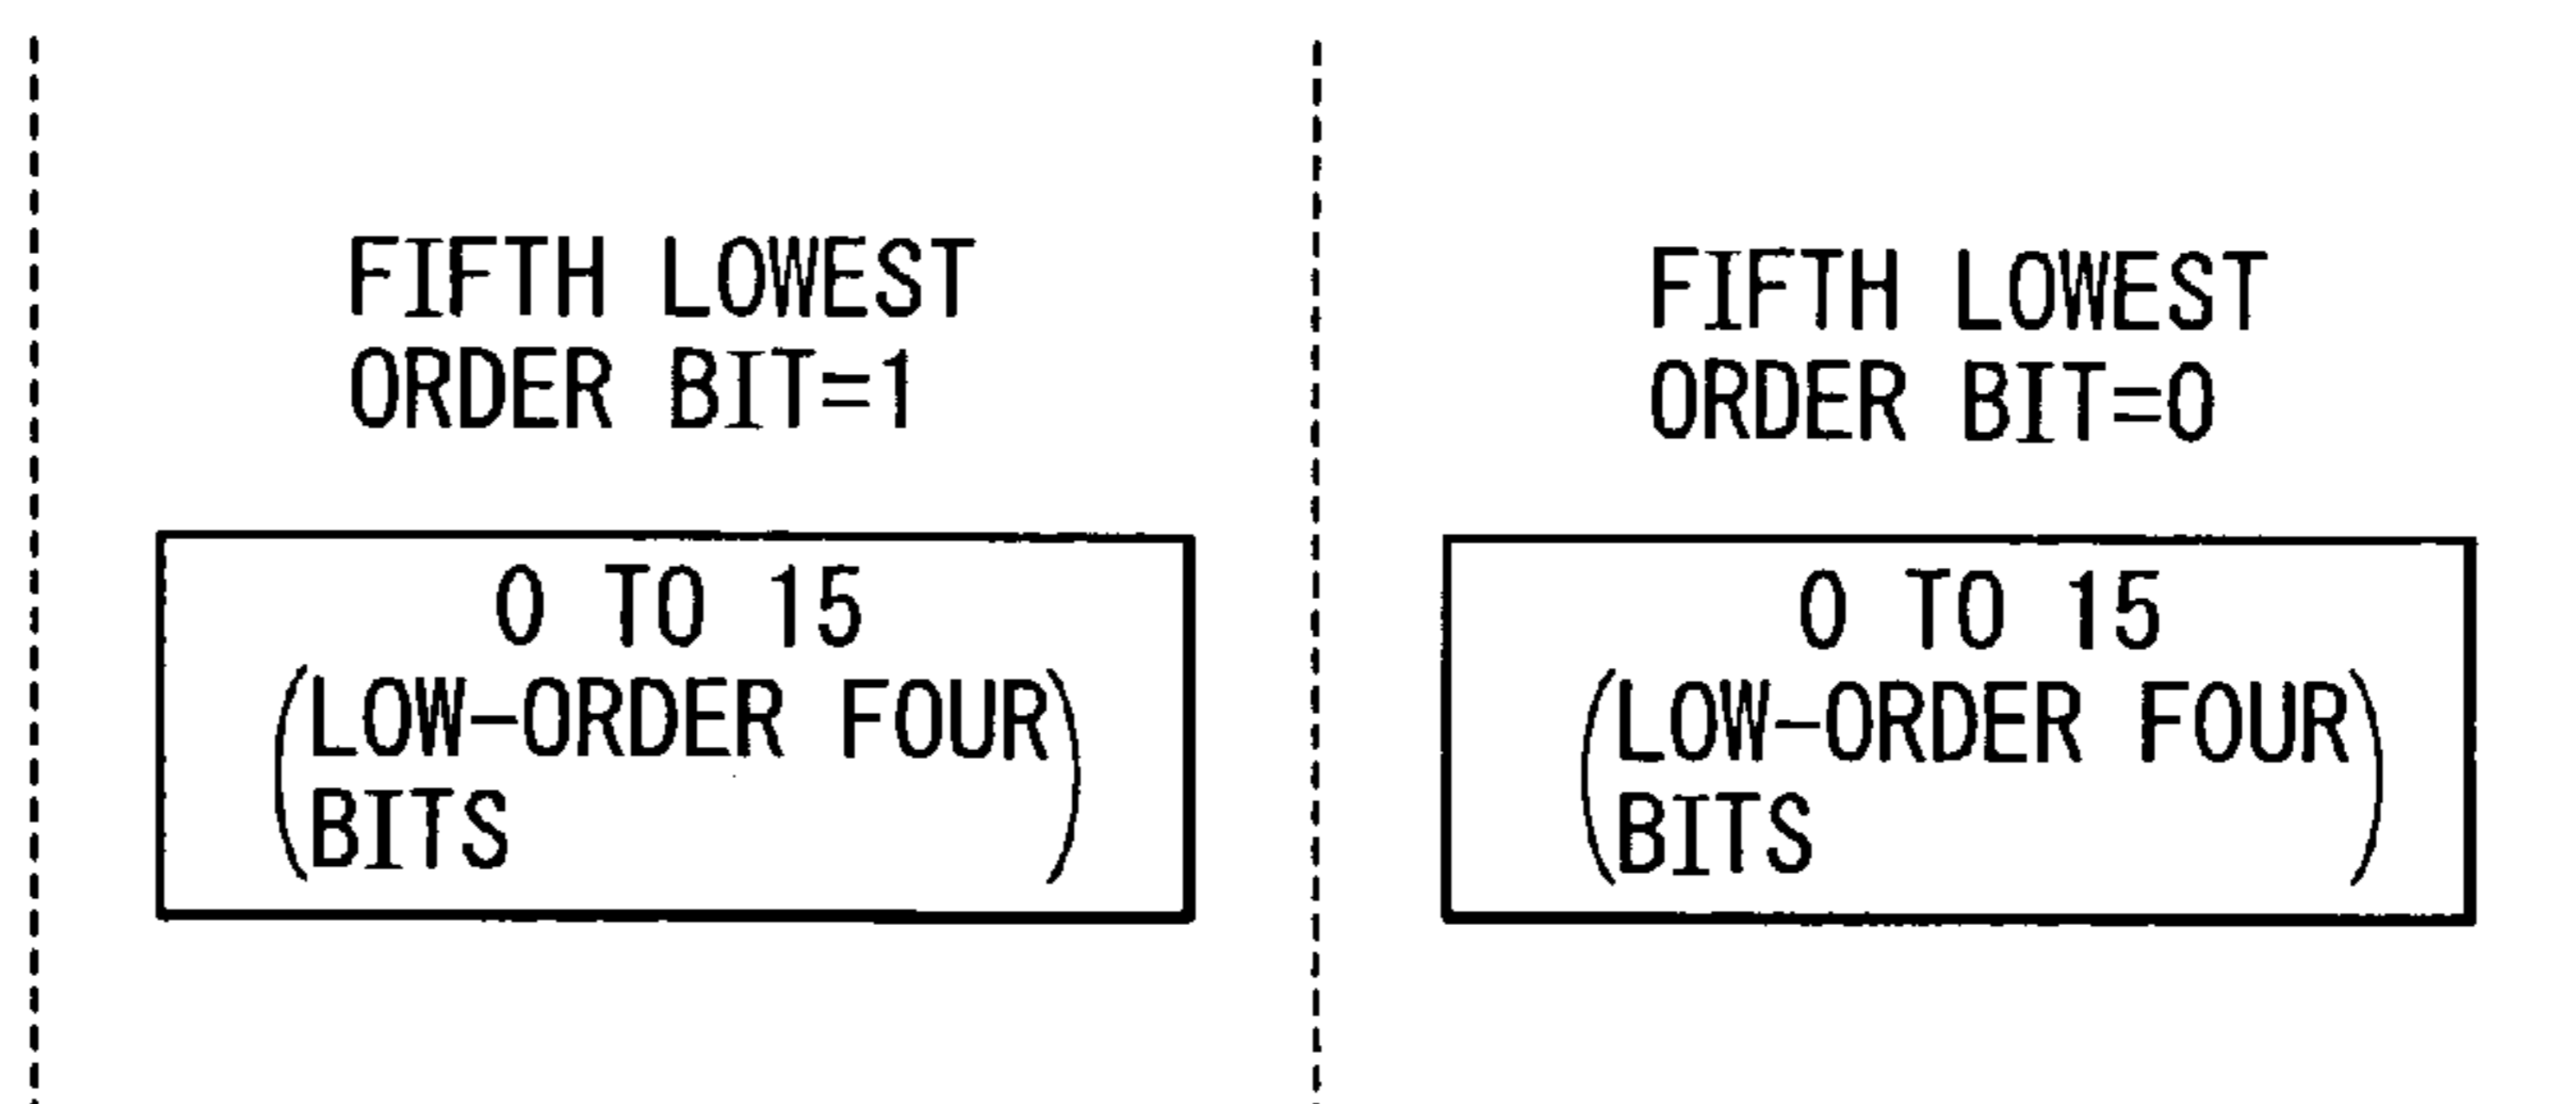 FIFTH LOWEST
ORDER BIT=1
0 TO 15
(LOW-ORDER FOUR
BITS)
FIFTH LOWEST
ORDER BIT=0
0 TO 15
(LOW-ORDER FOUR
BITS)